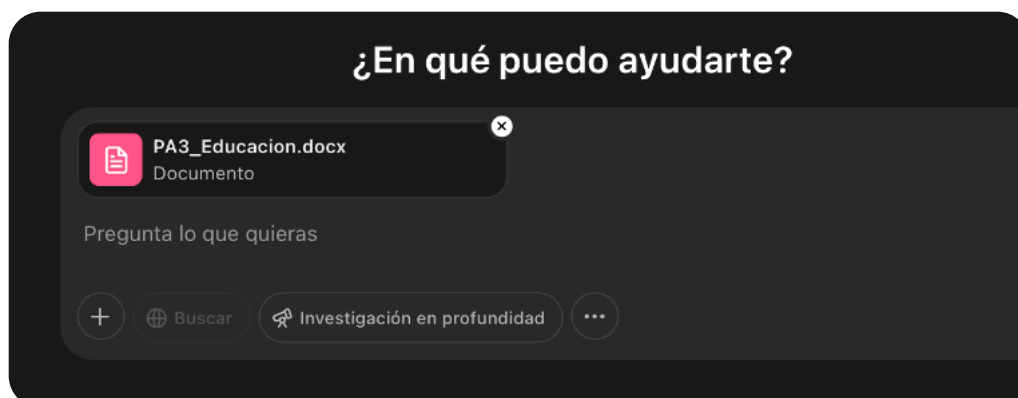 ¿En qué puedo ayudarte?
PA3_Educacion.docx
Documento
Pregunta lo que quieras
Buscar
Investigación en profundidad